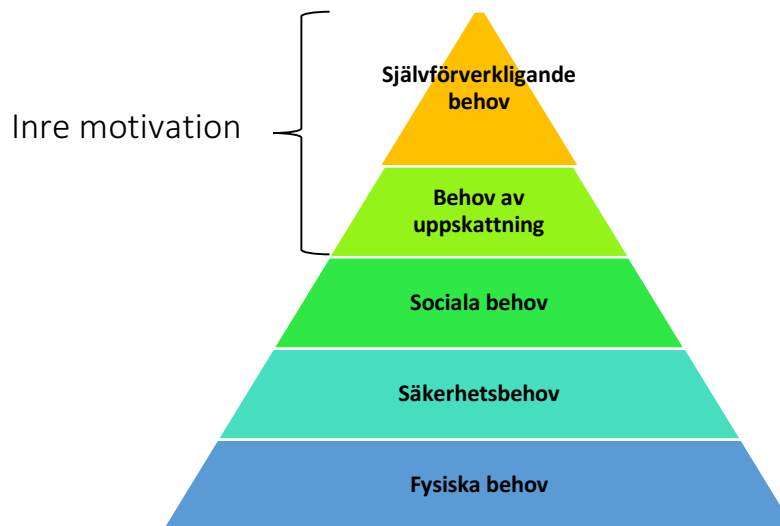 Självförverkligande
behov
Inre motivation
Behov av
uppskattning
Sociala behov
Säkerhetsbehov
Fysiska behov